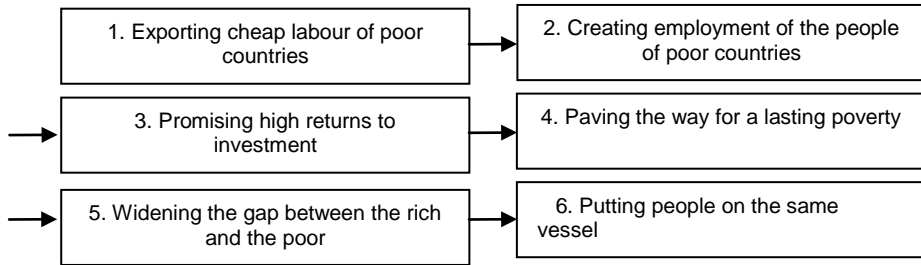 1. Exporting cheap labour of poor
countries
2. Creating employment of the people
of poor countries
3. Promising high returns to
investment
4. Paving the way for a lasting poverty
5. Widening the gap between the rich
and the poor
6. Putting people on the same
vessel